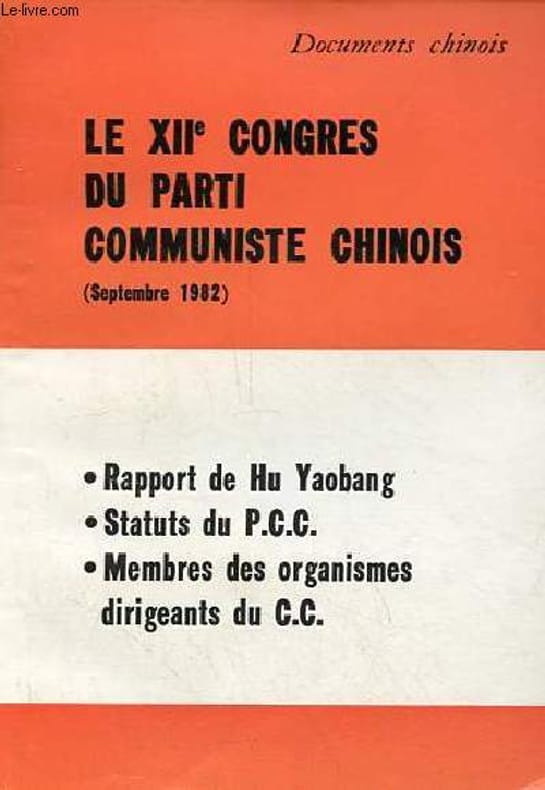 Le-livre.com
Documents chinois
LE XIIe CONGRES
DU PARTI
COMMUNISTE CHINOIS
(Septembre 1982)
• Rapport de Hu Yaobang
• Statuts du P.C.C.
• Membres des organismes
dirigeants du C.C.